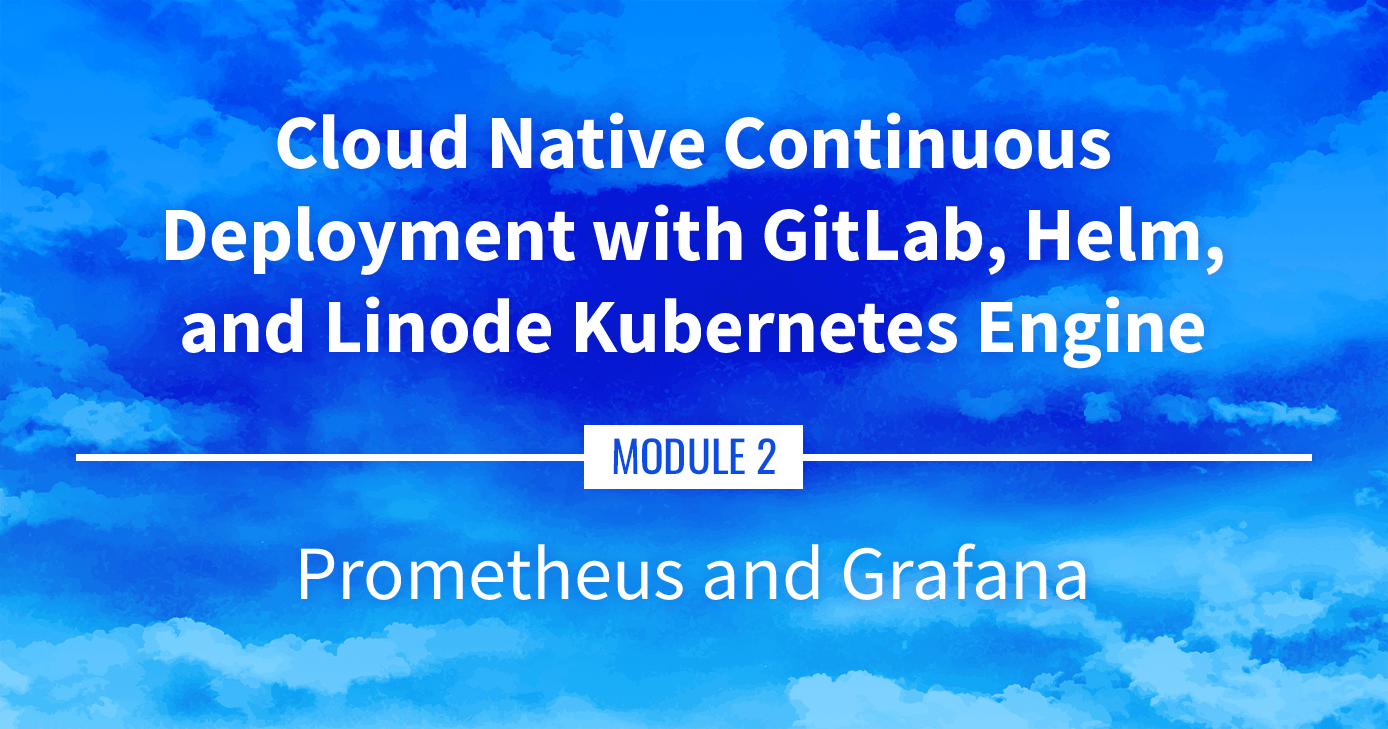 Cloud Native Continuous
Deployment with GitLab, Helm,
and Linode Kubernetes Engine
MODULE 2
Prometheus and Grafana